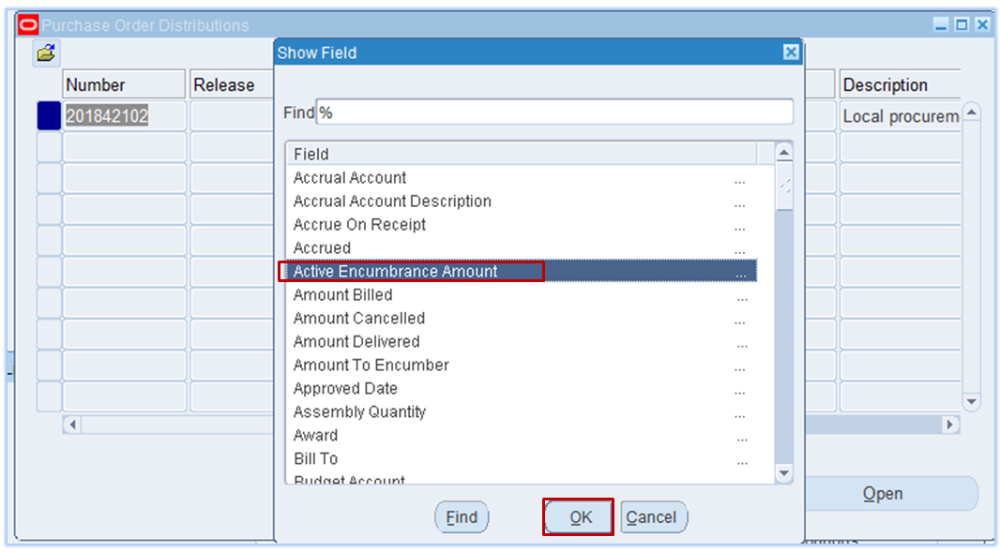 Purchase Order Distributions
Show Field
Number
Release
Description
201842102
Local procurem
Find %
Field
Accrual Account ...
Accrual Account Description ...
Accrue On Receipt ...
Accrued ...
Active Encumbrance Amount ...
Amount Billed ...
Amount Cancelled ...
Amount Delivered ...
Amount To Encumber ...
Approved Date ...
Assembly Quantity ...
Award ...
Bill To ...
Budget Account
Find
OK
Cancel
Open